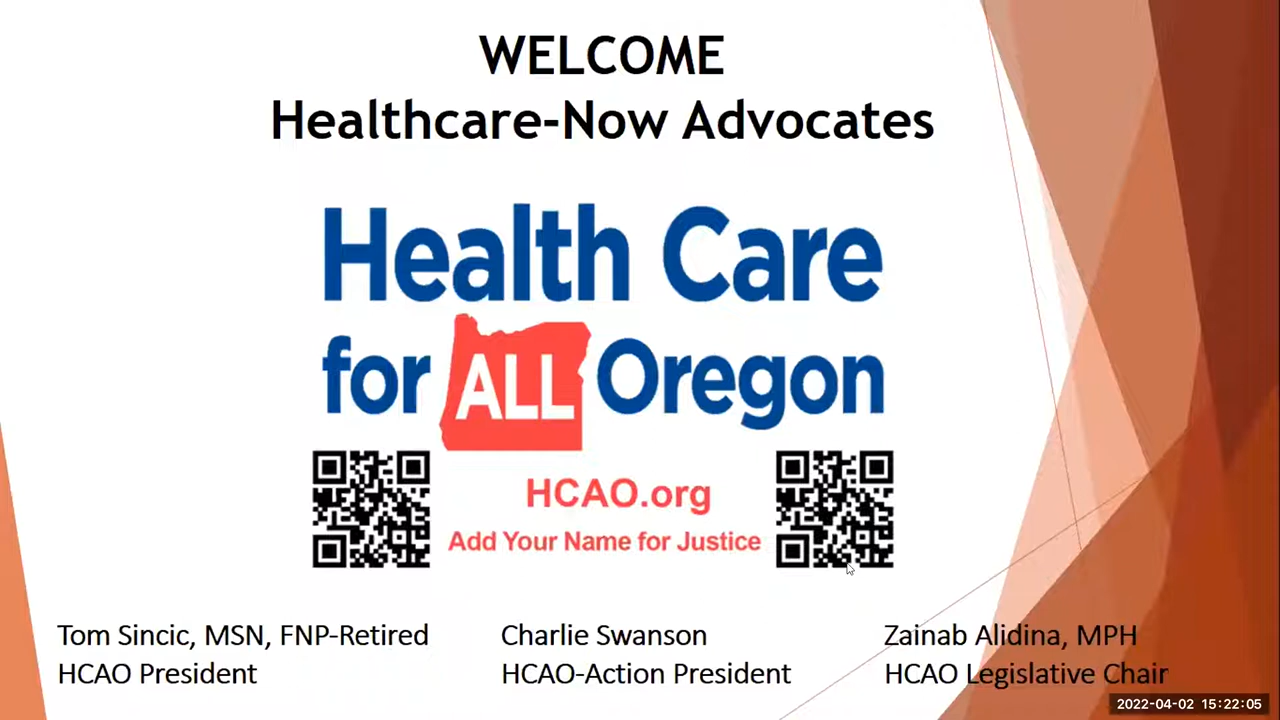 WELCOME
Healthcare-Now Advocates
Health Care
for ALL Oregon
HCAO.org
Add Your Name for Justice
Tom Sincic, MSN, FNP-Retired
HCAO President
Charlie Swanson
HCAO-Action President
Zainab Alidina, MPH
HCAO Legislative Chair
2022-04-02 15:22:05